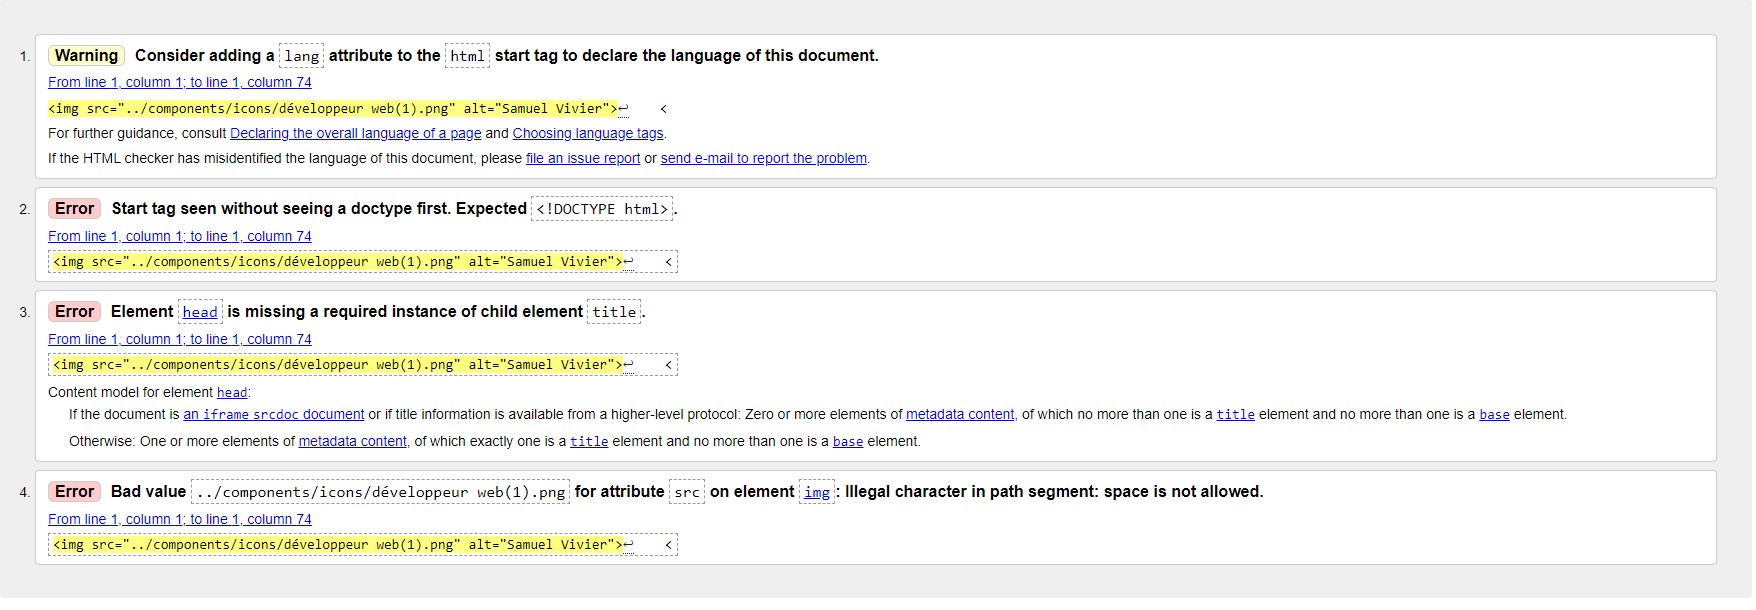 1. Warning Consider adding a lang attribute to the html start tag to declare the language of this document.
From line 1, column 1; to line 1, column 74
<img src="../components/icons/développeur web(1).png" alt="Samuel Vivier">↩ <
For further guidance, consult Declaring the overall language of a page and Choosing language tags.
If the HTML checker has misidentified the language of this document, please file an issue report or send e-mail to report the problem.
2. Error Start tag seen without seeing a doctype first. Expected <!DOCTYPE html>.
From line 1, column 1; to line 1, column 74
<img src="../components/icons/développeur web(1).png" alt="Samuel Vivier">↩ <
3. Error Element head is missing a required instance of child element title.
From line 1, column 1; to line 1, column 74
<img src="../components/icons/développeur web(1).png" alt="Samuel Vivier">↩ <
Content model for element head:
If the document is an iframe srcdoc document or if title information is available from a higher-level protocol: Zero or more elements of metadata content, of which no more than one is a title element and no more than one is a base element.
Otherwise: One or more elements of metadata content, of which exactly one is a title element and no more than one is a base element.
4. Error Bad value ../components/icons/développeur web(1).png for attribute src on element img: Illegal character in path segment: space is not allowed.
From line 1, column 1; to line 1, column 74
<img src="../components/icons/développeur web(1).png" alt="Samuel Vivier">↩ <